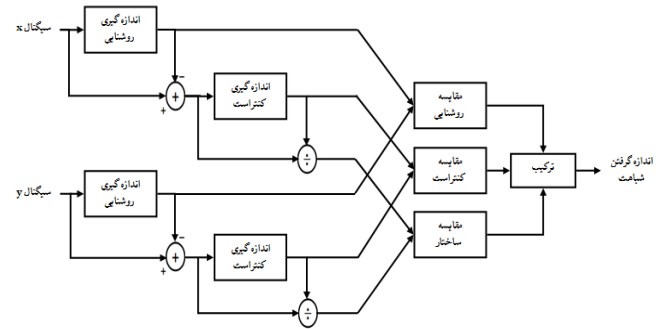 سیگنال x
اندازه گیری
روشنایی
−
+
+
اندازه گیری
کنتراست
÷
سیگنال y
اندازه گیری
روشنایی
−
+
+
اندازه گیری
کنتراست
÷
مقایسه
روشنایی
مقایسه
کنتراست
مقایسه
ساختار
ترکیب
اندازه گرفتن
شباهت